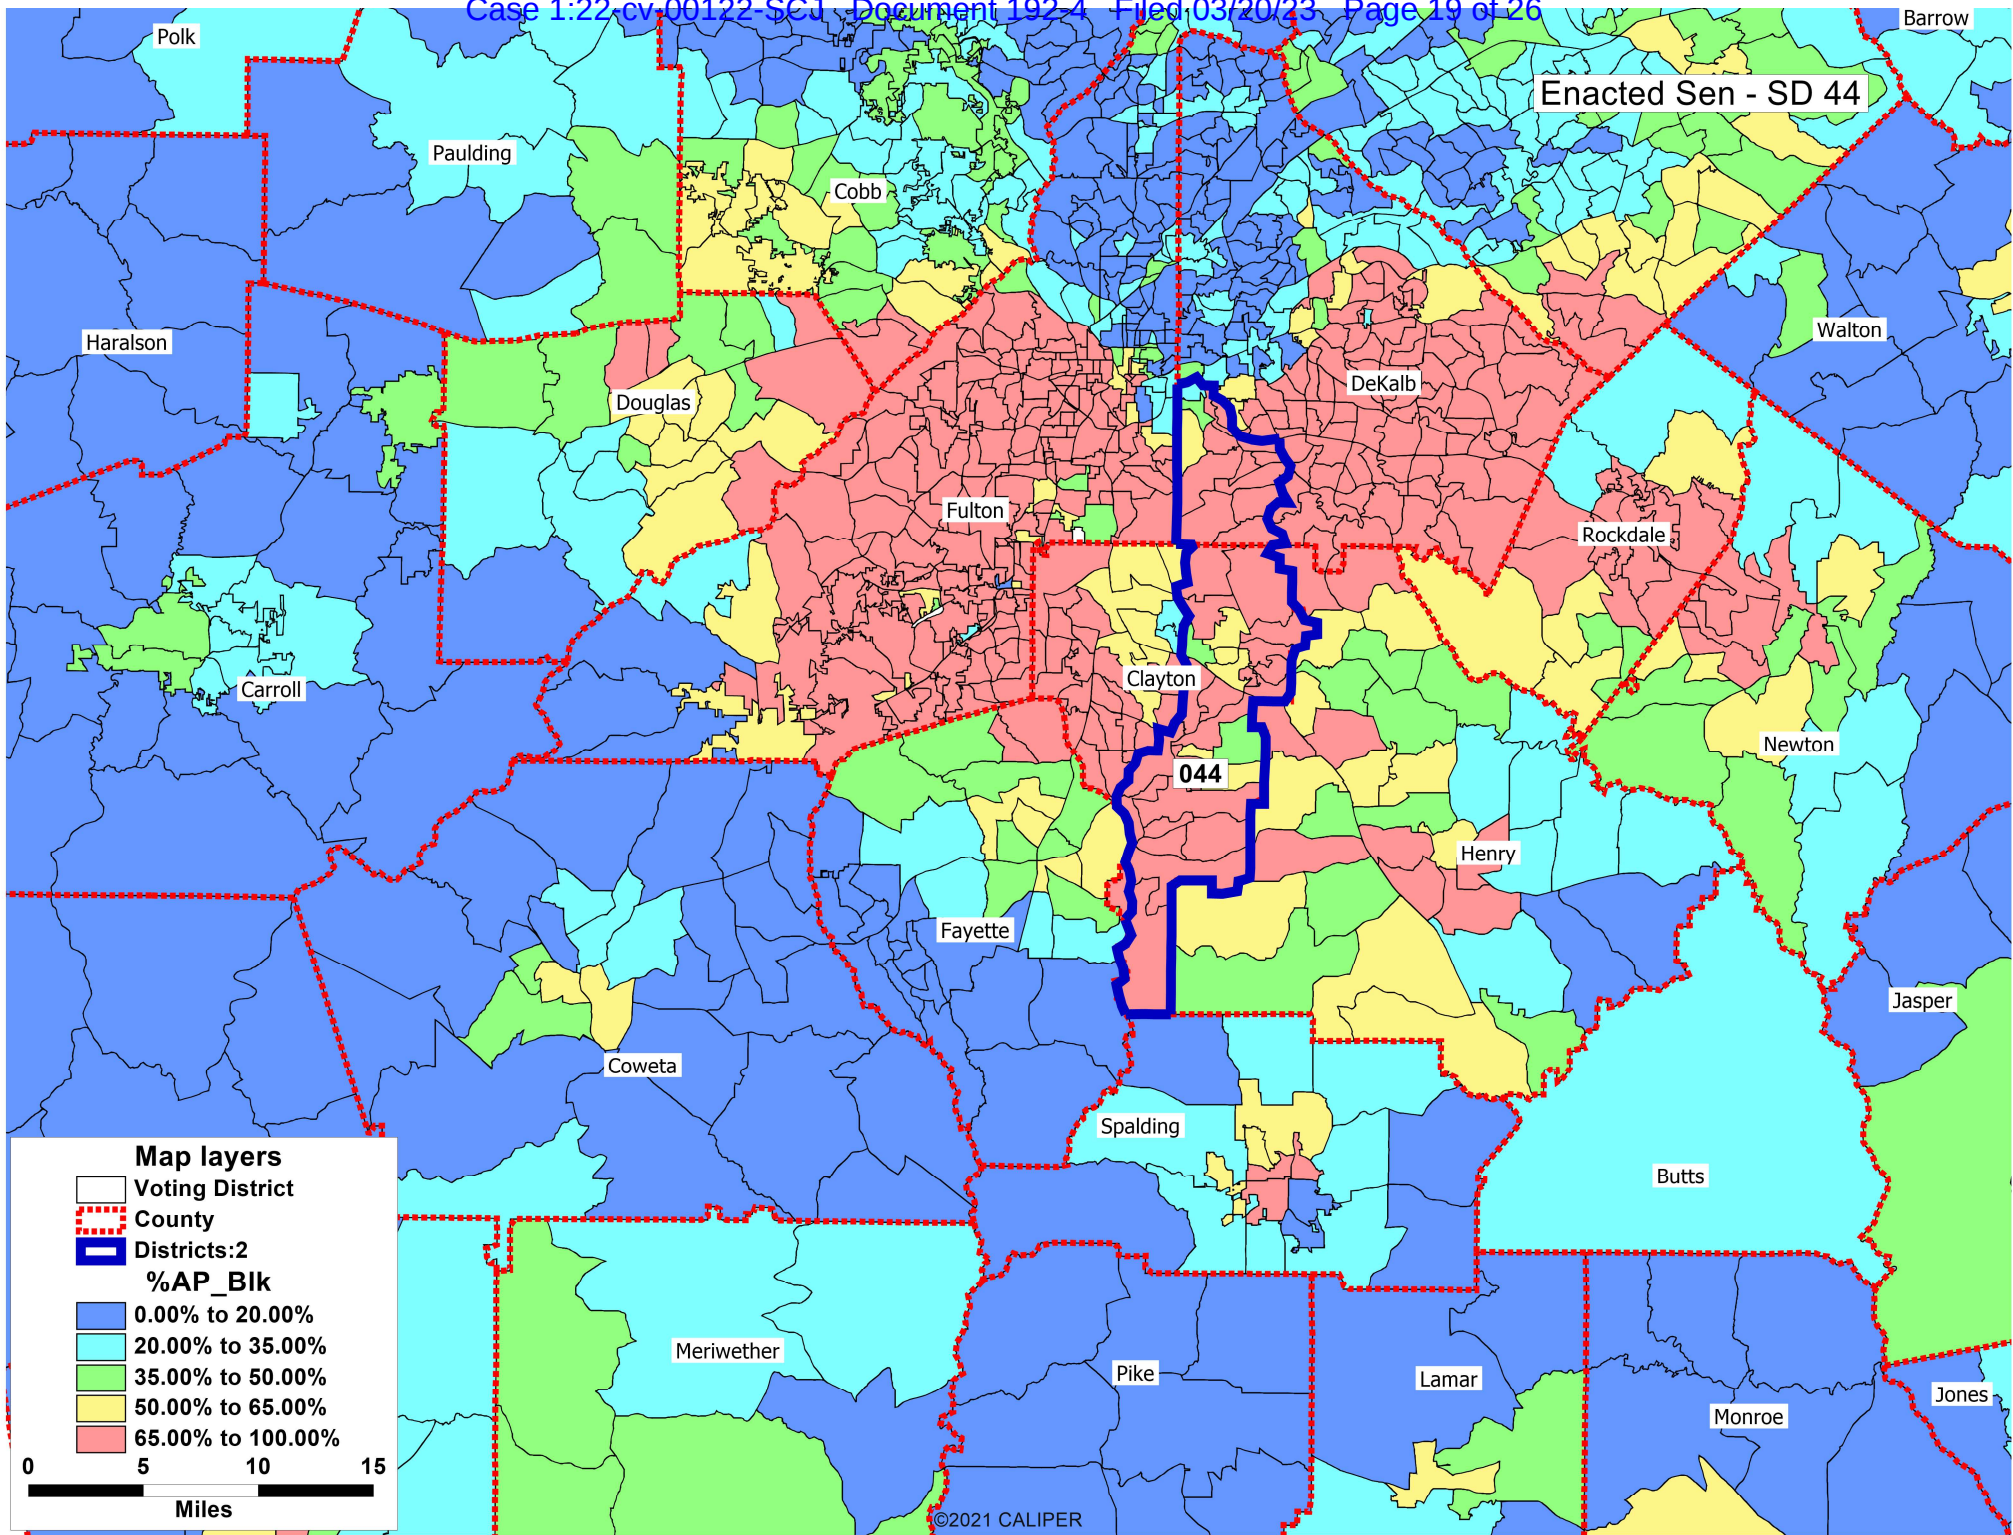 Case 1:22-cv-00122-SCJ Document 192-4 Filed 03/20/23 Page 19 of 26
Barrow
Polk
Enacted Sen - SD 44
Paulding
Cobb
Walton
Haralson
DeKalb
Douglas
Fulton
Rockdale
Clayton
Carroll
Newton
044
Henry
Fayette
Jasper
Coweta
Spalding
Butts
Meriwether
Pike
Lamar
Jones
Monroe
Map layers
Voting District
County
Districts:2
%AP_Blk
0.00% to 20.00%
20.00% to 35.00%
35.00% to 50.00%
50.00% to 65.00%
65.00% to 100.00%
0 5 10 15
Miles
©2021 CALIPER